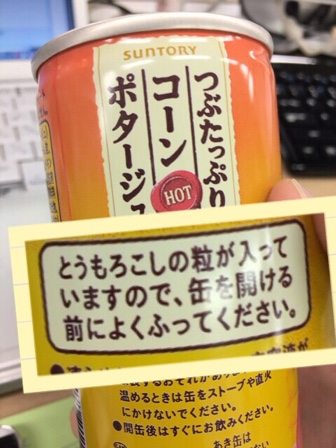 SUNTORY
つぶたっぷり
コーン
ポタージュ
HOT
とうもろこしの粒が入って
いますので、缶を開ける
前によくふってください。
温めるときは缶をストーブや直火
にかけないでください。
●開缶後はすぐにお飲みください。
あき缶は